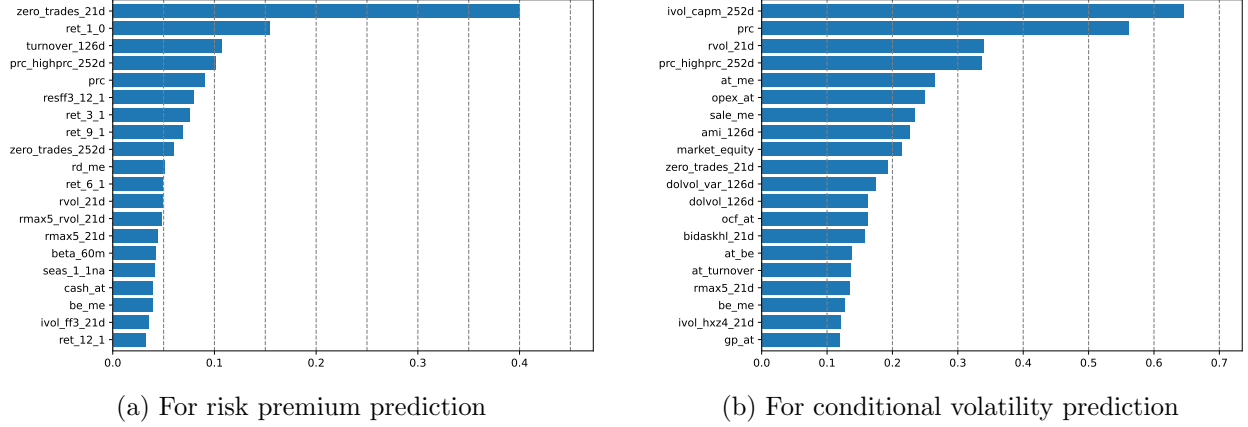 zero_trades_21d
ret_1_0
turnover_126d
prc_highprc_252d
prc
resff3_12_1
ret_3_1
ret_9_1
zero_trades_252d
rd_me
ret_6_1
rvol_21d
rmax5_rvol_21d
rmax5_21d
beta_60m
seas_1_1na
cash_at
be_me
ivol_ff3_21d
ret_12_1
0.0 0.1 0.2 0.3 0.4
(a) For risk premium prediction
ivol_capm_252d
prc
rvol_21d
prc_highprc_252d
at_me
opex_at
sale_me
ami_126d
market_equity
zero_trades_21d
dolvol_var_126d
dolvol_126d
ocf_at
bidaskhl_21d
at_be
at_turnover
rmax5_21d
be_me
ivol_hxz4_21d
gp_at
0.0 0.1 0.2 0.3 0.4 0.5 0.6 0.7
(b) For conditional volatility prediction